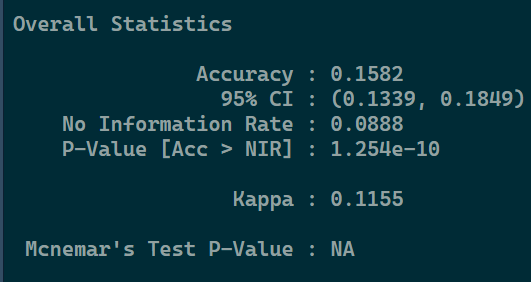 Overall Statistics
Accuracy : 0.1582
95% CI : (0.1339, 0.1849)
No Information Rate : 0.0888
P-Value [Acc > NIR] : 1.254e-10
Kappa : 0.1155
Mcnemar's Test P-Value : NA